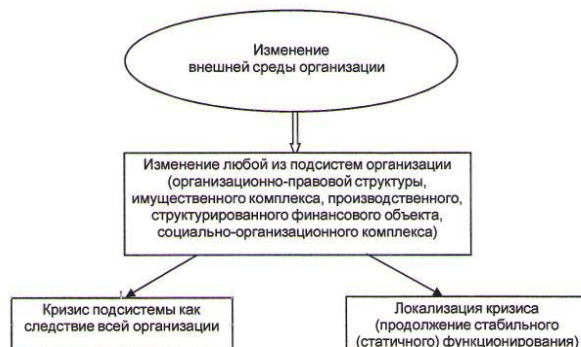 Изменение
внешней среды организации
Изменение любой из подсистем организации
(организационно-правовой структуры,
имущественного комплекса, производственного,
структурированного финансового объекта,
социально-организационного комплекса)
Кризис подсистемы как
следствие всей организации
Локализация кризиса
(продолжение стабильного
(статичного) функционирования)